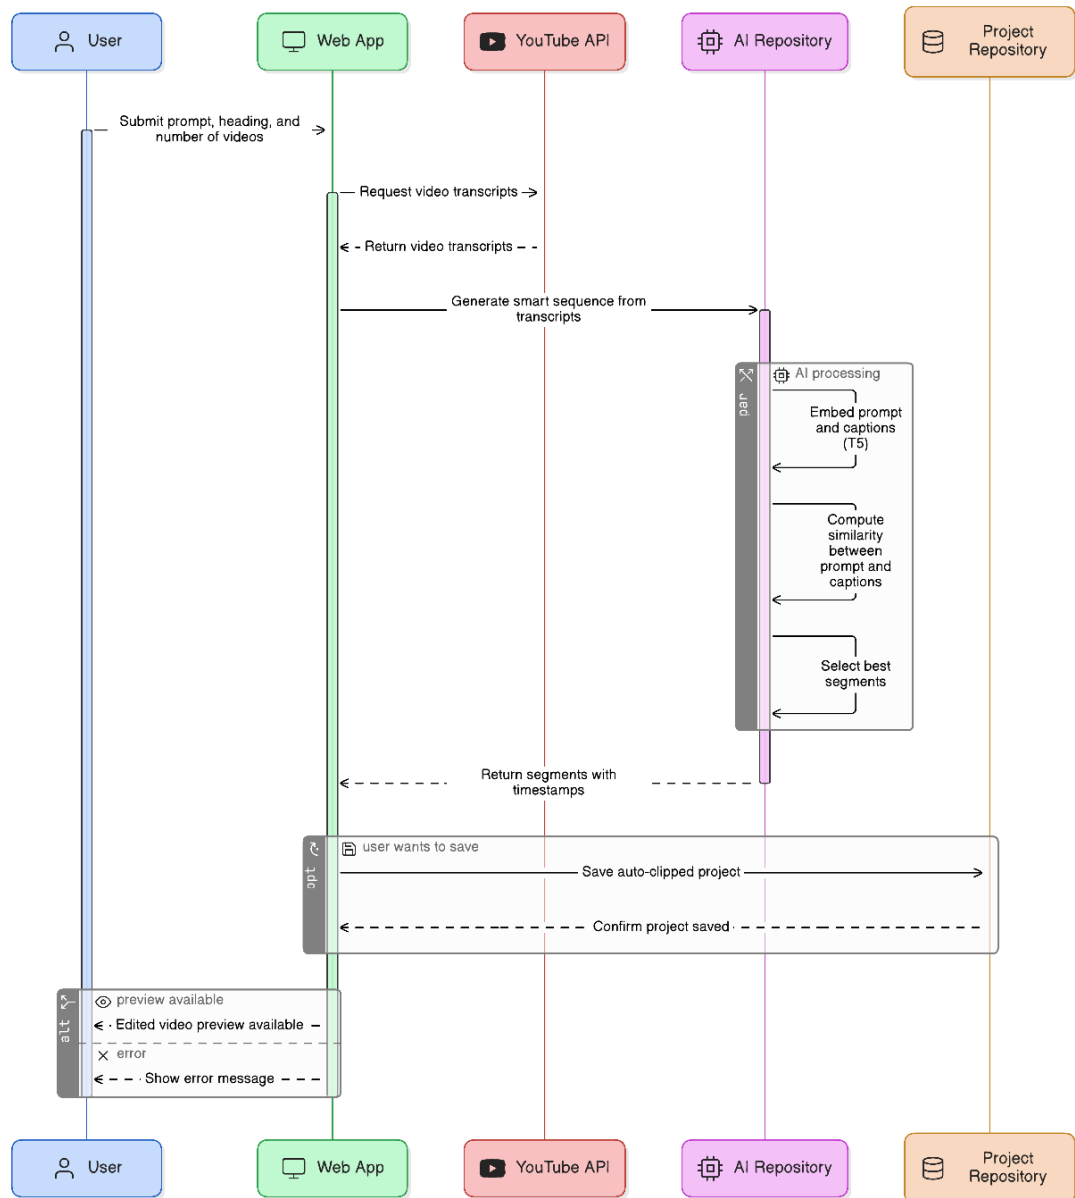 User
Web App
YouTube API
AI Repository
Project
Repository
Submit prompt, heading, and
number of videos
Request video transcripts
Return video transcripts
Generate smart sequence from
transcripts
par
AI processing
Embed prompt
and captions
(T5)
Compute
similarity
between
prompt and
captions
Select best
segments
Return segments with
timestamps
opt
user wants to save
Save auto-clipped project
Confirm project saved
alt
preview available
Edited video preview available
error
Show error message
User
Web App
YouTube API
AI Repository
Project
Repository